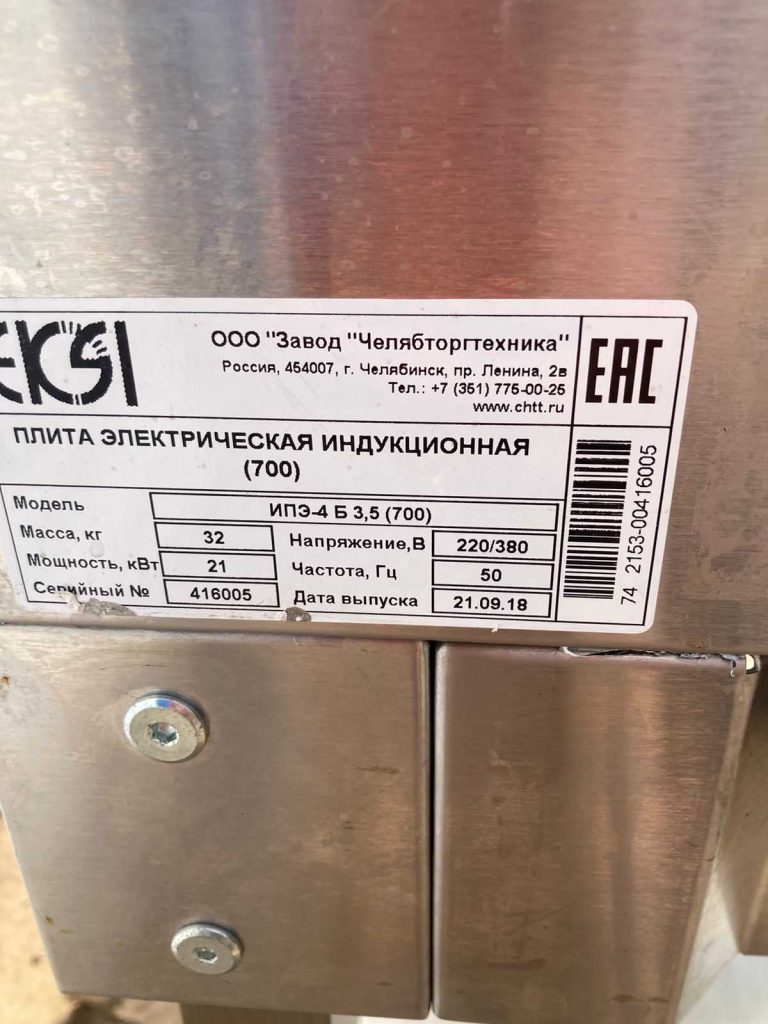 EKSI
ООО "Завод "Челябторгтехника"
Россия, 454007, г. Челябинск, пр. Ленина, 2в
Тел.: +7 (351) 775-00-25
www.chtt.ru
EAC
ПЛИТА ЭЛЕКТРИЧЕСКАЯ ИНДУКЦИОННАЯ
(700)
Модель ИПЭ-4 Б 3,5 (700)
Масса, кг 32 Напряжение,В 220/380
Мощность, кВт 21 Частота, Гц 50
Серийный № 416005 Дата выпуска 21.09.18
74 2153-00416005